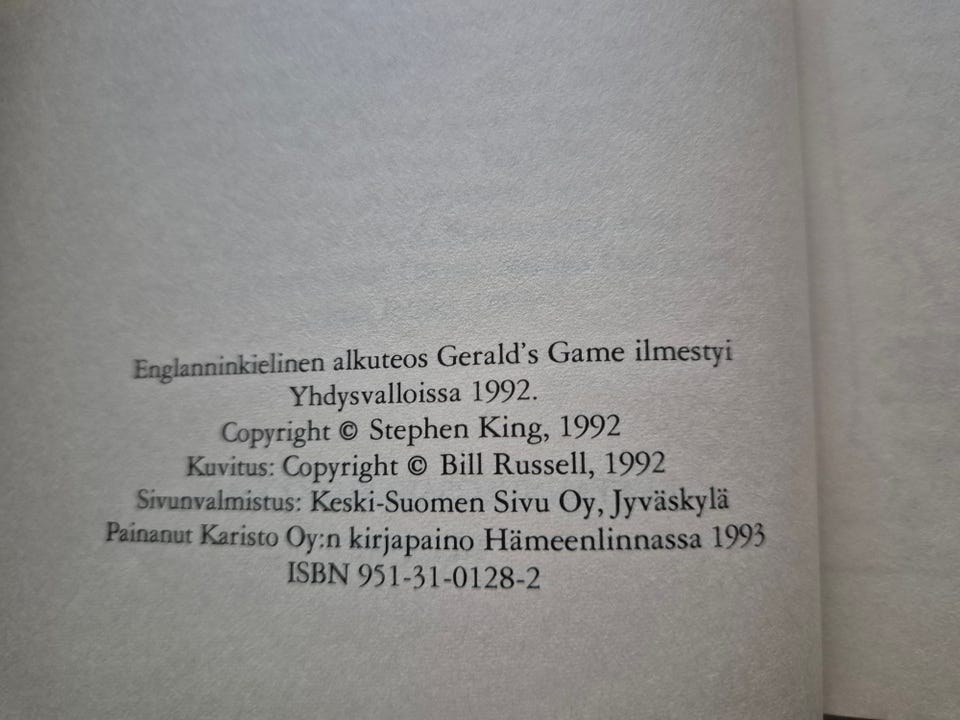 Englanninkielinen alkuteos Gerald's Game ilmestyi
Yhdysvalloissa 1992.
Copyright © Stephen King, 1992
Kuvitus: Copyright © Bill Russell, 1992
Sivunvalmistus: Keski-Suomen Sivu Oy, Jyväskylä
Painanut Karisto Oy:n kirjapaino Hämeenlinnassa 1993
ISBN 951-31-0128-2